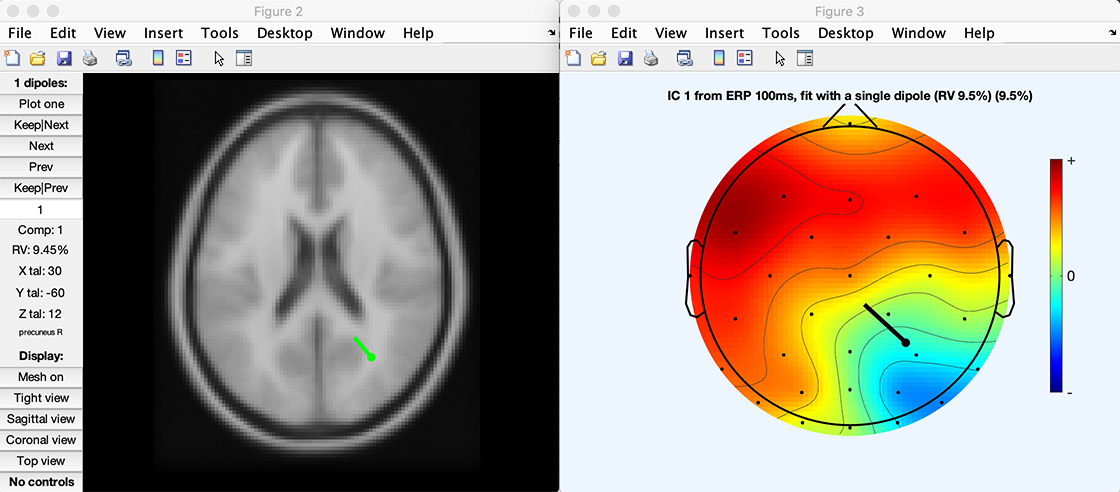 Figure 2
File Edit View Insert Tools Desktop Window Help
1 dipoles:
Plot one
Keep|Next
Next
Prev
Keep|Prev
1
Comp: 1
RV: 9.45%
X tal: 30
Y tal: -60
Z tal: 12
precuneus R
Display:
Mesh on
Tight view
Sagittal view
Coronal view
Top view
No controls
Figure 3
File Edit View Insert Tools Desktop Window Help
IC 1 from ERP 100ms, fit with a single dipole (RV 9.5%) (9.5%)
+
0
-